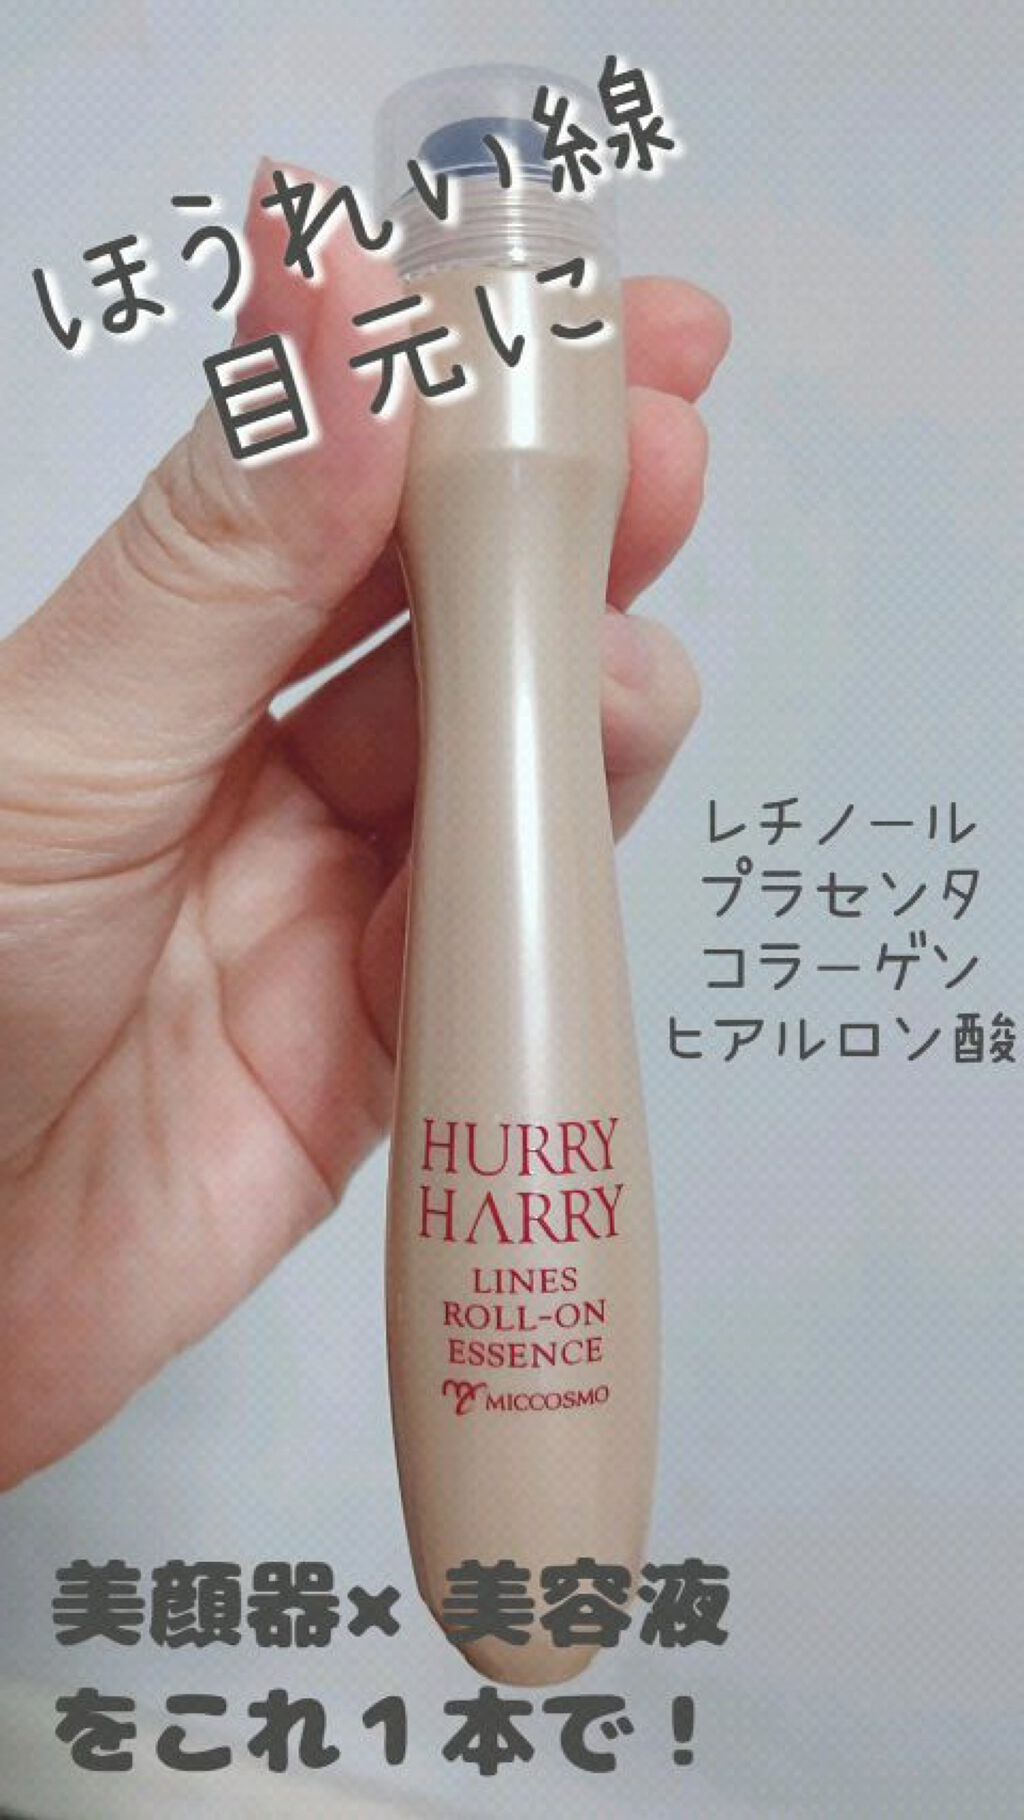 ほうれい線
目元に
レチノール
プラセンタ
コラーゲン
ヒアルロン酸
HURRY
HARRY
LINES
ROLL-ON
ESSENCE
MICCOSMO
美顔器× 美容液
をこれ1本で！